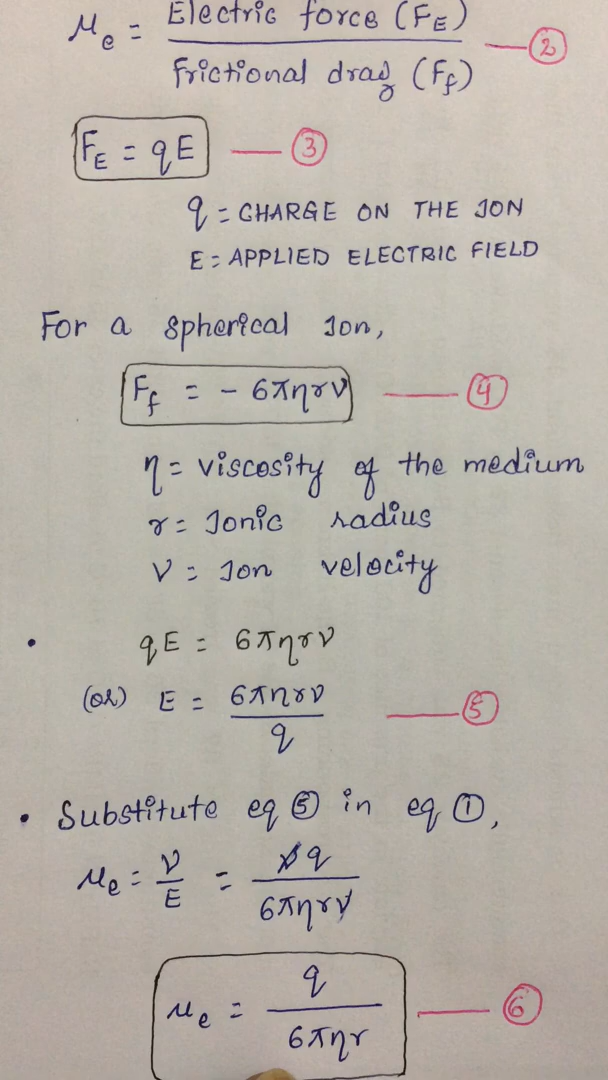 μe = Electric force (FE) / Frictional drag (Ff) — 2
FE = qE — 3
q = CHARGE ON THE ION
E = APPLIED ELECTRIC FIELD
For a spherical Ion,
Ff = - 6πηrv — 4
η = viscosity of the medium
r = Ionic radius
v = Ion velocity
• qE = 6πηrv
(or) E = 6πηrv / q — 5
• Substitute eq 5 in eq 1,
μe = v / E = vq / 6πηrv
μe = q / 6πηr — 6